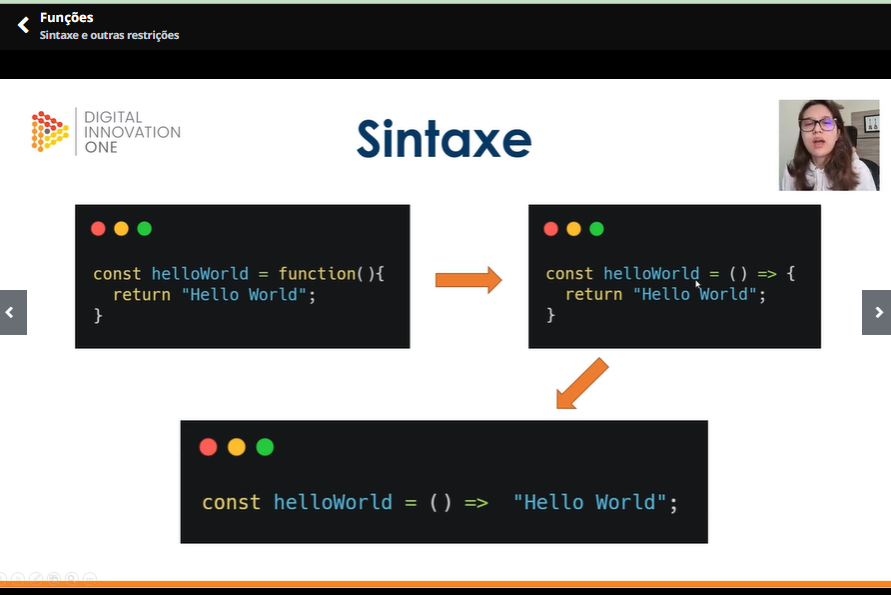 Funções
Sintaxe e outras restrições
DIGITAL
INNOVATION
ONE
Sintaxe
const helloWorld = function(){
return "Hello World";
}
const helloWorld = () => {
return "Hello World";
}
const helloWorld = () => "Hello World";